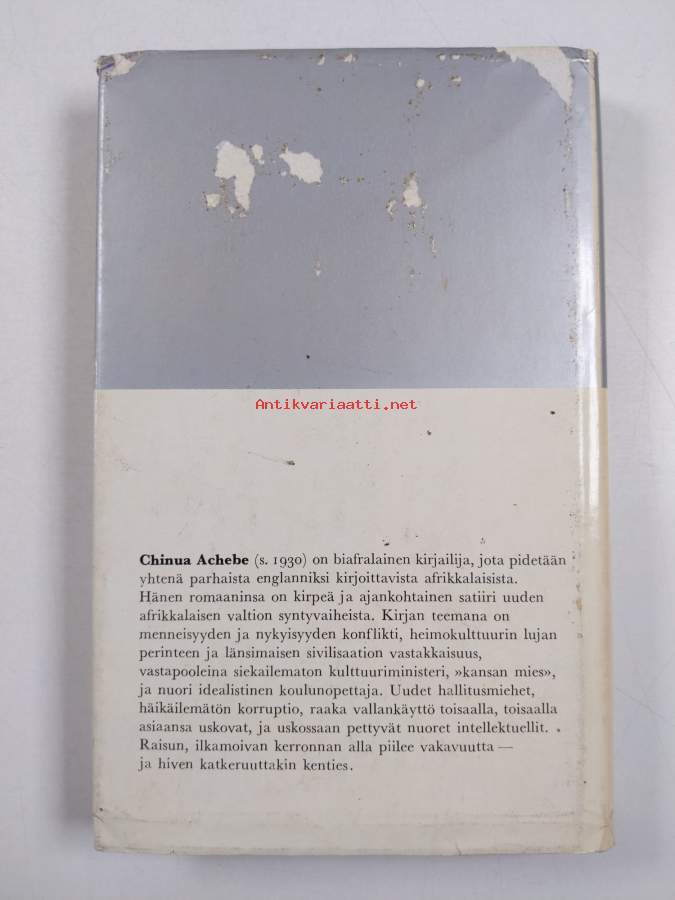 Antikvariaatti.net
Chinua Achebe (s. 1930) on biafralainen kirjailija, jota pidetään
yhtenä parhaista englanniksi kirjoittavista afrikkalaisista.
Hänen romaaninsa on kirpeä ja ajankohtainen satiiri uuden
afrikkalaisen valtion syntyvaiheista. Kirjan teemana on
menneisyyden ja nykyisyyden konflikti, heimokulttuurin lujan
perinteen ja länsimaisen sivilisaation vastakkaisuus,
vastapooleina siekailematon kulttuuriministeri, »kansan mies»,
ja nuori idealistinen koulunopettaja. Uudet hallitusmiehet,
häikäilemätön korruptio, raaka vallankäyttö toisaalla, toisaalla
asiaansa uskovat, ja uskossaan pettyvät nuoret intellektuellit.
Raisun, ilkamoivan kerronnan alla piilee vakavuutta —
ja hiven katkeruuttakin kenties.